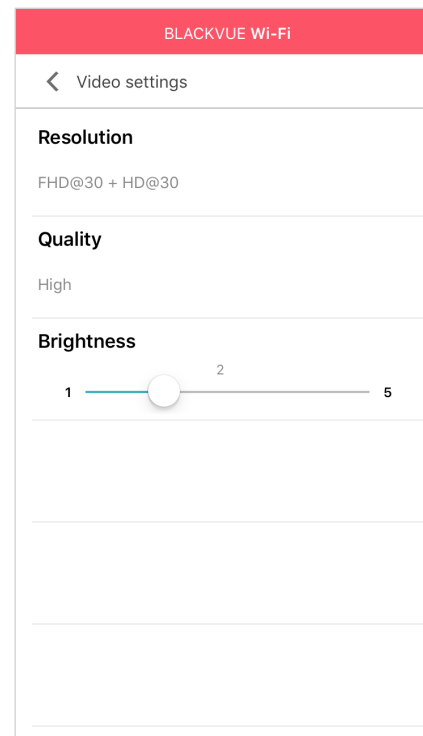 BLACKVUE Wi-Fi
Video settings
Resolution
FHD@30 + HD@30
Quality
High
Brightness
2
1 5